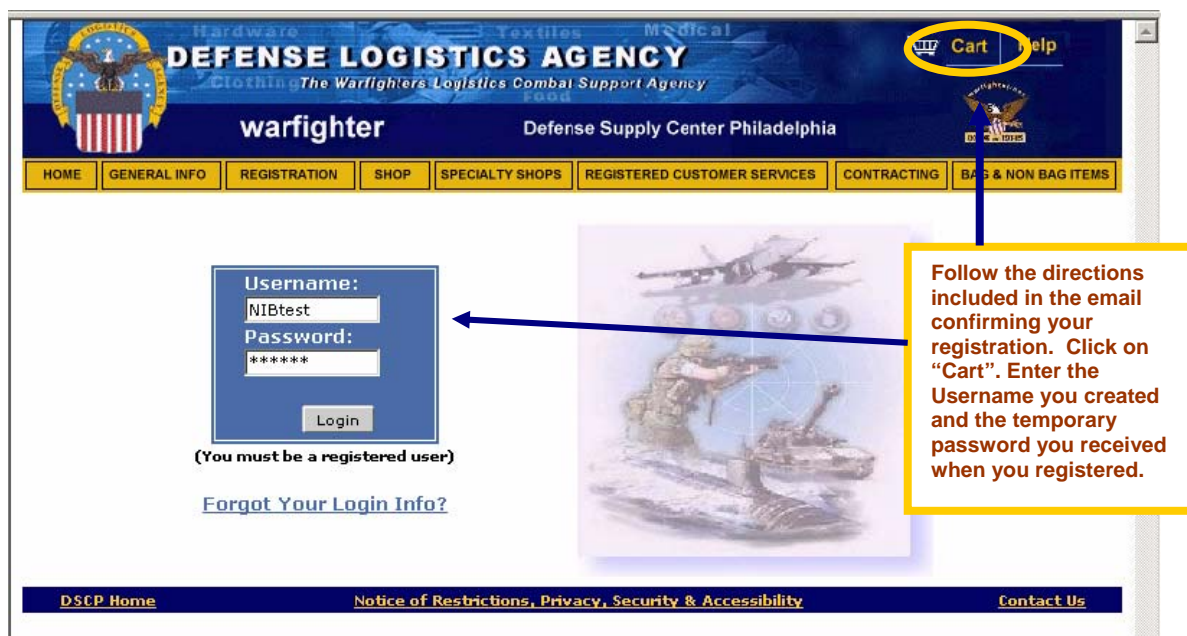 Hardware Textiles Medical
DEFENSE LOGISTICS AGENCY
Clothing The Warfighters Logistics Combat Support Agency
Food
Cart Help
warfighter Defense Supply Center Philadelphia
HOME GENERAL INFO REGISTRATION SHOP SPECIALTY SHOPS REGISTERED CUSTOMER SERVICES CONTRACTING BAG & NON BAG ITEMS
Username:
NIBtest
Password:
******
Login
(You must be a registered user)
Forgot Your Login Info?
Follow the directions
included in the email
confirming your
registration. Click on
“Cart”. Enter the
Username you created
and the temporary
password you received
when you registered.
DSCP Home Notice of Restrictions, Privacy, Security & Accessibility Contact Us